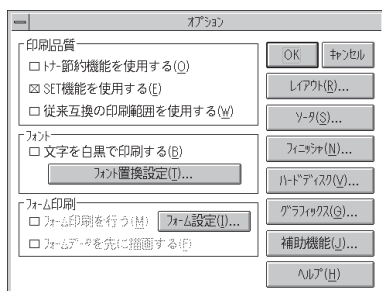 オプション
印刷品質
トナー節約機能を使用する(O)
SET機能を使用する(E)
従来互換の印刷範囲を使用する(W)
フォント
文字を白黒で印刷する(B)
フォント置換設定(T)...
フォーム印刷
フォーム印刷を行う(M) フォーム設定(I)...
フォームデータを先に描画する(F)
OK キャンセル
レイアウト(R)...
ソータ(S)...
フィニッシャ(N)...
ハードディスク(V)...
グラフィックス(G)...
補助機能(J)...
ヘルプ(H)